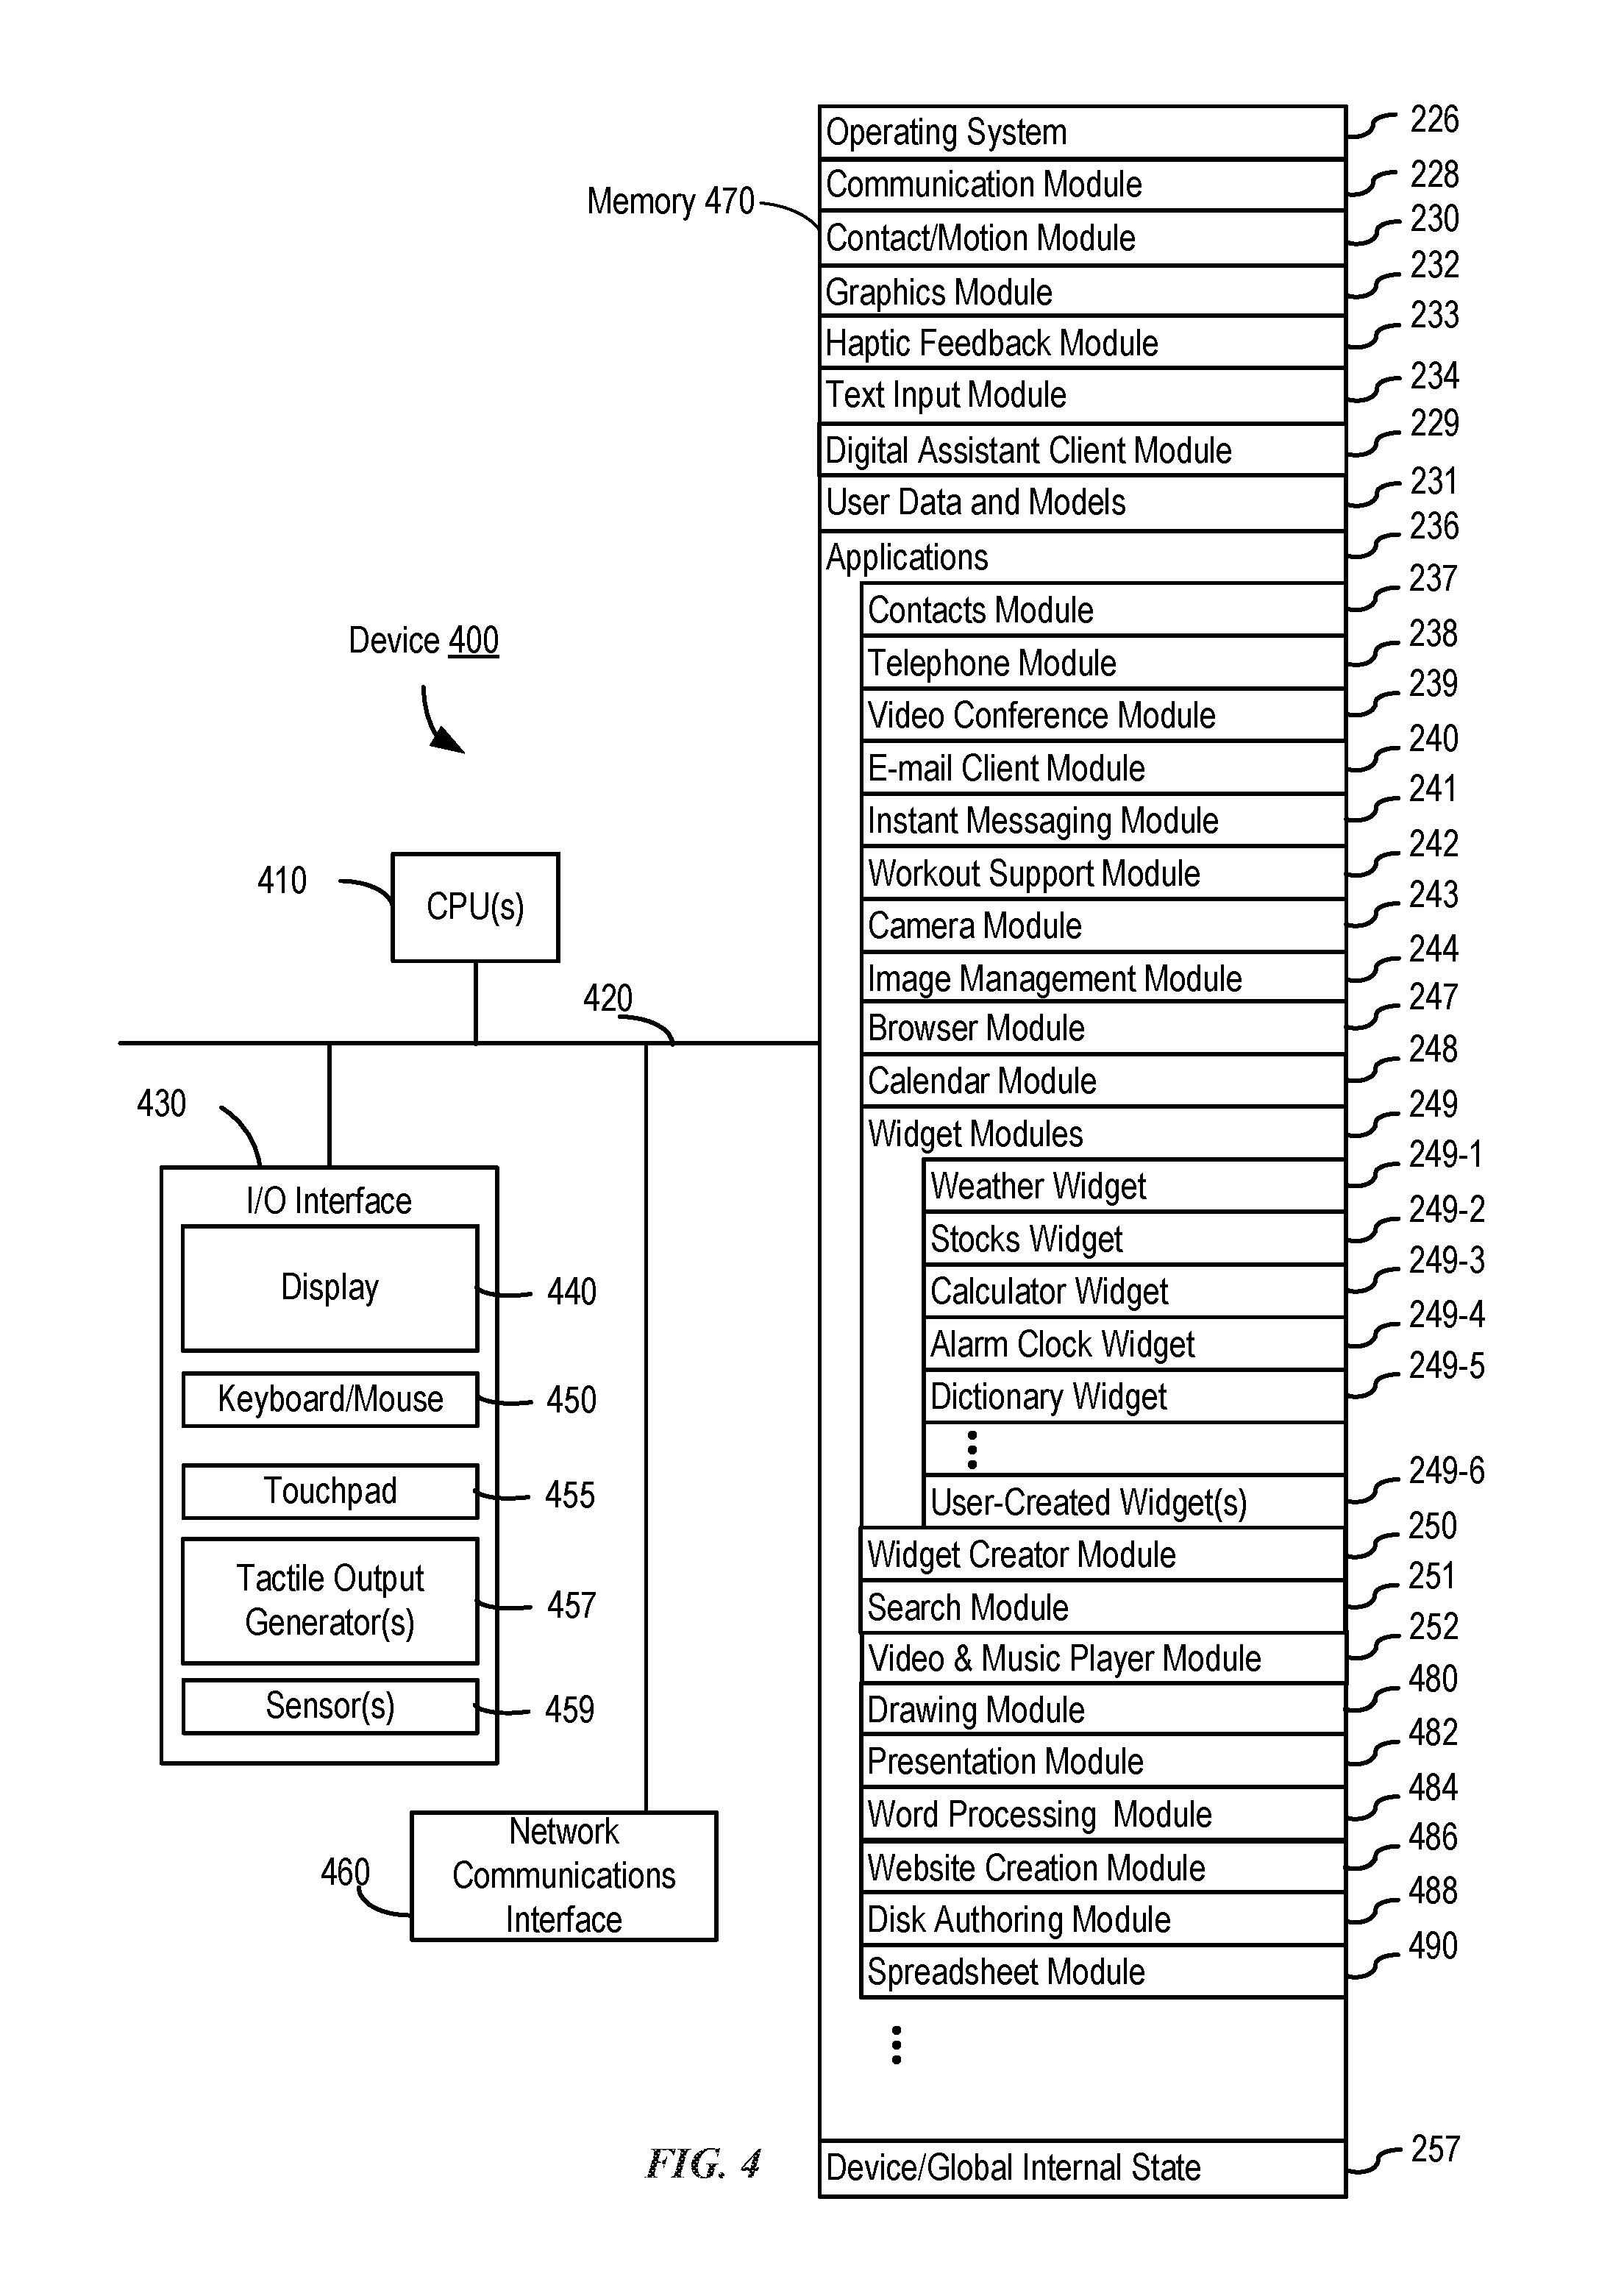 Operating System 226
Communication Module 228
Memory 470
Contact/Motion Module 230
Graphics Module 232
Haptic Feedback Module 233
Text Input Module 234
Digital Assistant Client Module 229
User Data and Models 231
Applications 236
Contacts Module 237
Telephone Module 238
Video Conference Module 239
E-mail Client Module 240
Instant Messaging Module 241
Workout Support Module 242
Camera Module 243
Image Management Module 244
Browser Module 247
Calendar Module 248
Widget Modules 249
Weather Widget 249-1
Stocks Widget 249-2
Calculator Widget 249-3
Alarm Clock Widget 249-4
Dictionary Widget 249-5
User-Created Widget(s) 249-6
Widget Creator Module 250
Search Module 251
Video & Music Player Module 252
Drawing Module 480
Presentation Module 482
Word Processing Module 484
Website Creation Module 486
Disk Authoring Module 488
Spreadsheet Module 490
Device/Global Internal State 257
Device 400
410
CPU(s)
420
430
I/O Interface
Display 440
Keyboard/Mouse 450
Touchpad 455
Tactile Output
Generator(s) 457
Sensor(s) 459
460
Network
Communications
Interface
FIG. 4